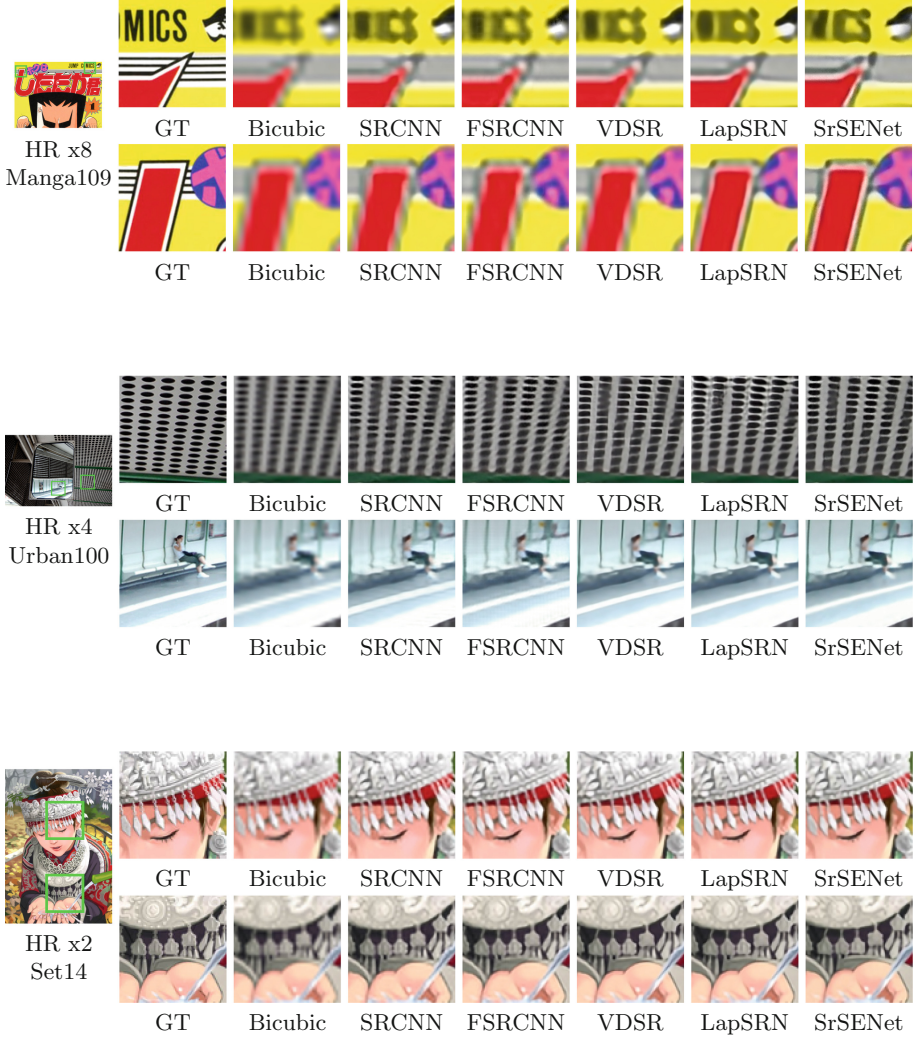 MICS
GT Bicubic SRCNN FSRCNN VDSR LapSRN SrSENet
HR x8
Manga109
GT Bicubic SRCNN FSRCNN VDSR LapSRN SrSENet
GT Bicubic SRCNN FSRCNN VDSR LapSRN SrSENet
HR x4
Urban100
GT Bicubic SRCNN FSRCNN VDSR LapSRN SrSENet
GT Bicubic SRCNN FSRCNN VDSR LapSRN SrSENet
HR x2
Set14
GT Bicubic SRCNN FSRCNN VDSR LapSRN SrSENet